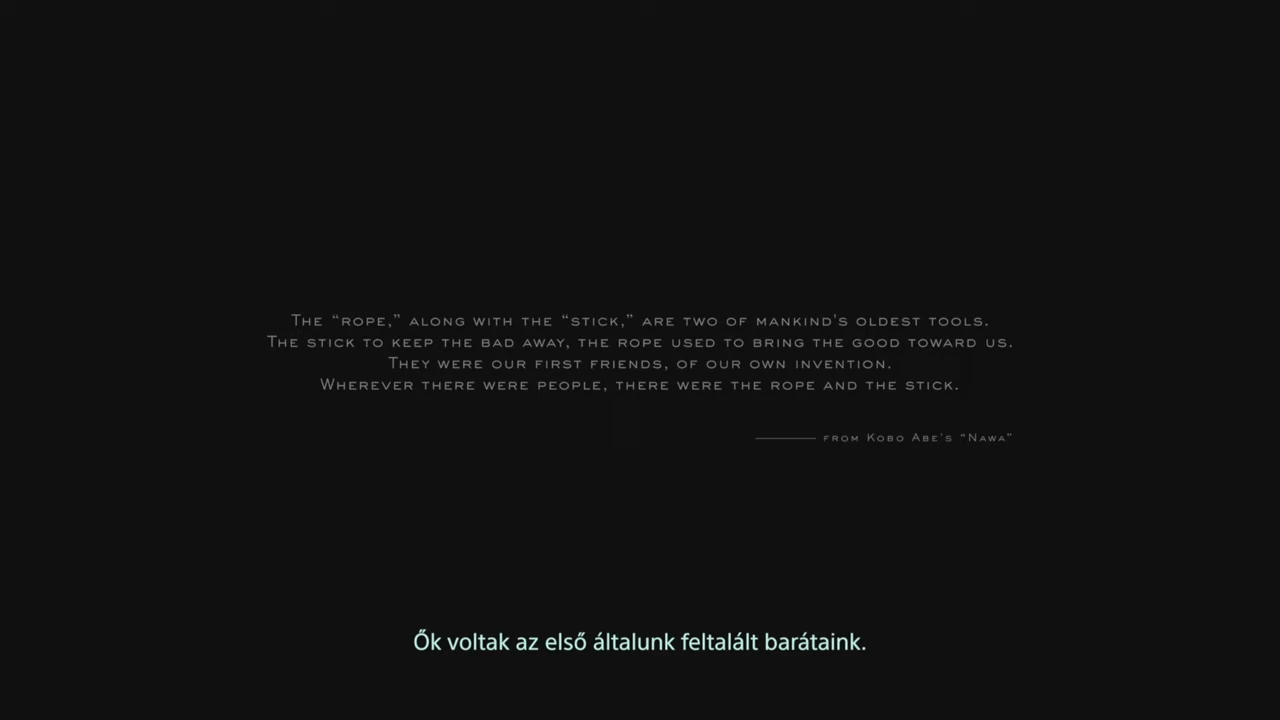 The “rope,” along with the “stick,” are two of mankind's oldest tools.
The stick to keep the bad away, the rope used to bring the good toward us.
They were our first friends, of our own invention.
Wherever there were people, there were the rope and the stick.
from Kobo Abe's “Nawa”
Ők voltak az első általunk feltalált barátaink.